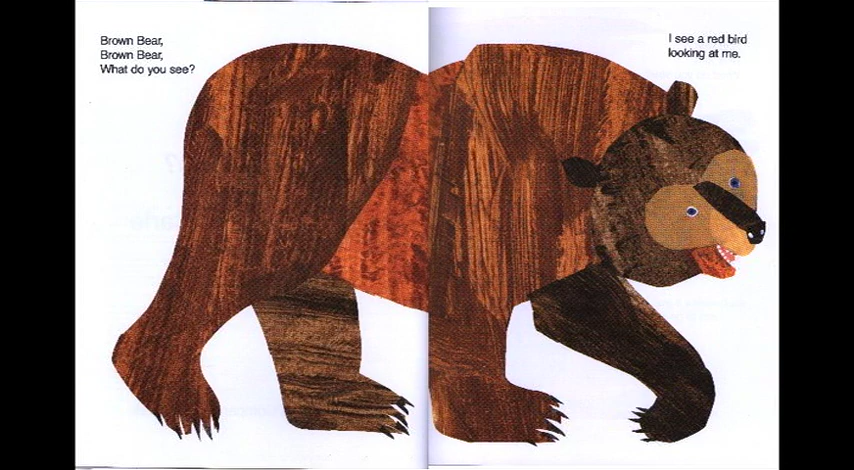 Brown Bear,
Brown Bear,
What do you see?
I see a red bird
looking at me.